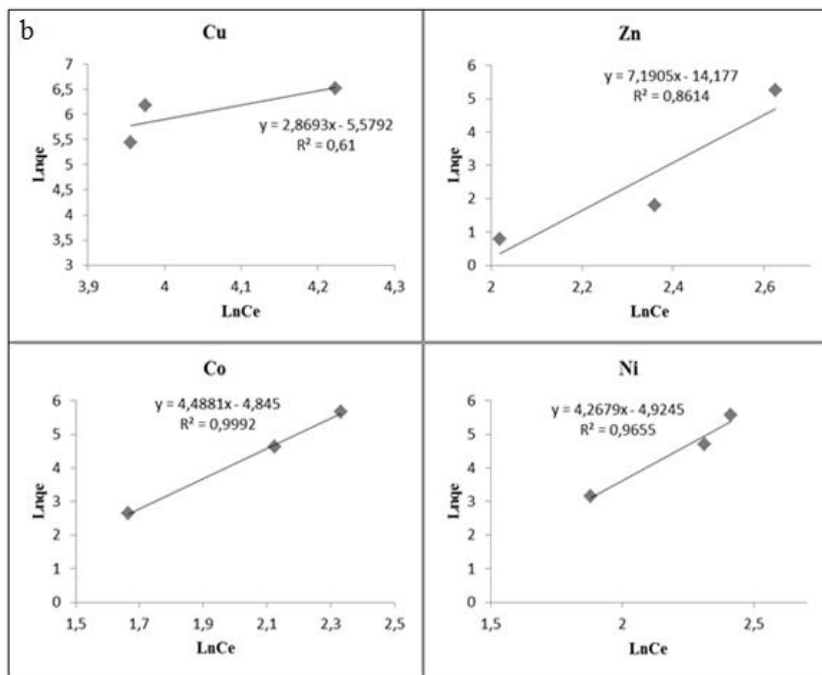 b
Cu
7
6,5
6
5,5
5
4,5
4
3,5
3
Lnqe
y = 2,8693x - 5,5792
R² = 0,61
3,9 4 4,1 4,2 4,3
LnCe
Zn
6
5
4
3
2
1
0
Lnqe
y = 7,1905x - 14,177
R² = 0,8614
2 2,2 2,4 2,6
LnCe
Co
6
5
4
3
2
1
0
Lnqe
y = 4,4881x - 4,845
R² = 0,9992
1,5 1,7 1,9 2,1 2,3 2,5
LnCe
Ni
6
5
4
3
2
1
0
Lnqe
y = 4,2679x - 4,9245
R² = 0,9655
1,5 2 2,5
LnCe